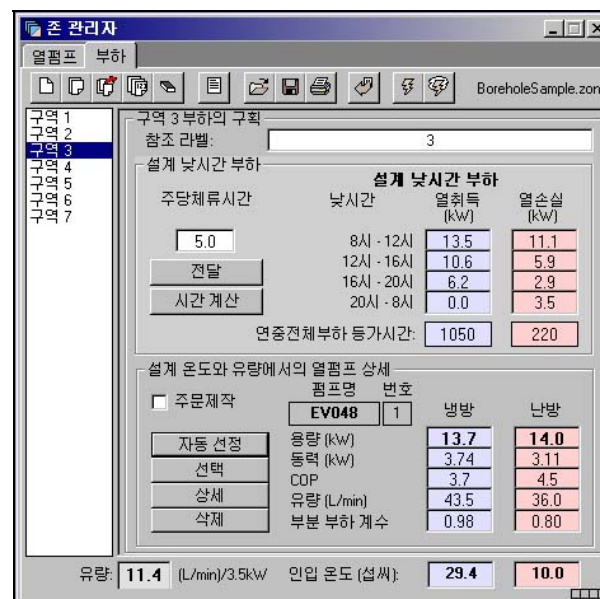 존 관리자
열펌프 부하
BoreholeSample.zon
구역 1
구역 2
구역 3
구역 4
구역 5
구역 6
구역 7
구역 3 부하의 구획
참조 라벨: 3
설계 낮시간 부하
설계 낮시간 부하
주당체류시간 낮시간 열취득 열손실
(kW) (kW)
5.0 8시 - 12시 13.5 11.1
전달 12시 - 16시 10.6 5.9
16시 - 20시 6.2 2.9
시간 계산 20시 - 8시 0.0 3.5
연중전체부하 등가시간: 1050 220
설계 온도와 유량에서의 열펌프 상세
주문제작 펌프명 번호
EV048 1 냉방 난방
자동 선정 용량 (kW) 13.7 14.0
동력 (kW) 3.74 3.11
선택 COP 3.7 4.5
상세 유량 (L/min) 43.5 36.0
삭제 부분 부하 계수 0.98 0.80
유량: 11.4 (L/min)/3.5kW 인입 온도 (섭씨): 29.4 10.0